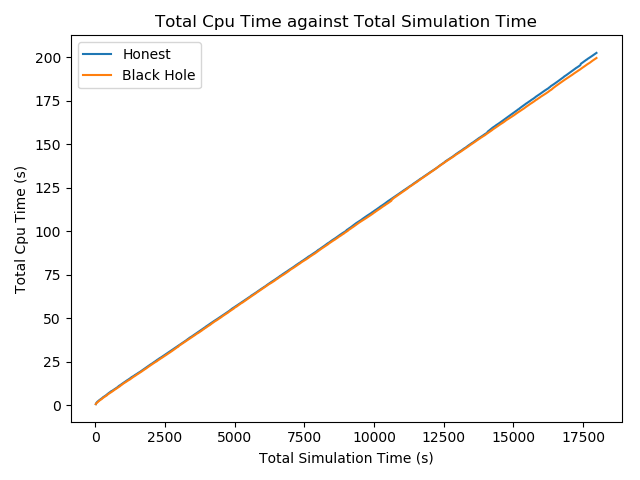 Total Cpu Time against Total Simulation Time
Honest
Black Hole
200
175
150
125
100
75
50
25
0
Total Cpu Time (s)
0 2500 5000 7500 10000 12500 15000 17500
Total Simulation Time (s)